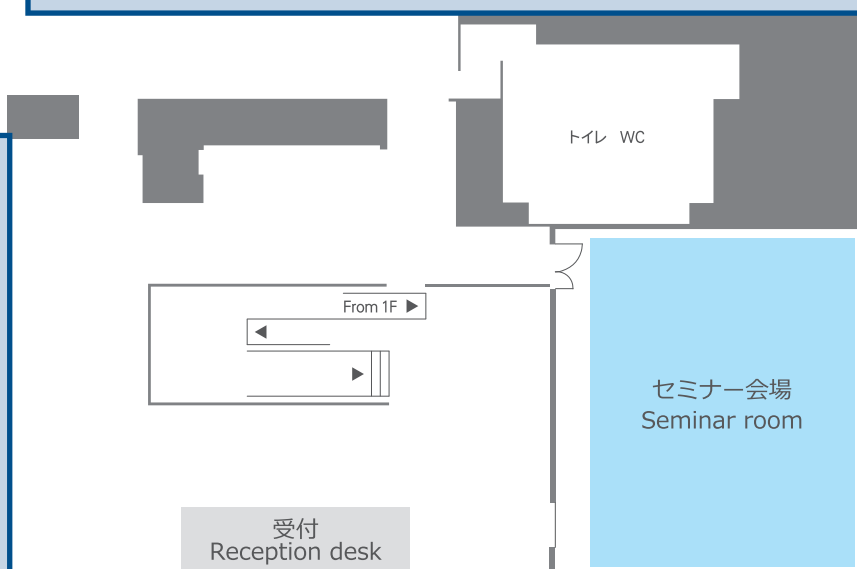 トイレ WC
From 1F ▶
セミナー会場
Seminar room
受付
Reception desk